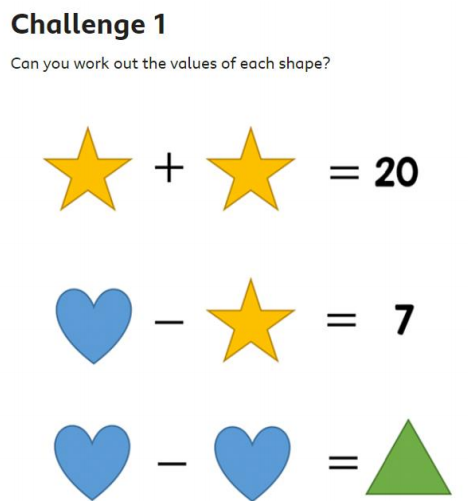 Challenge 1
Can you work out the values of each shape?
+ = 20
− = 7
− =